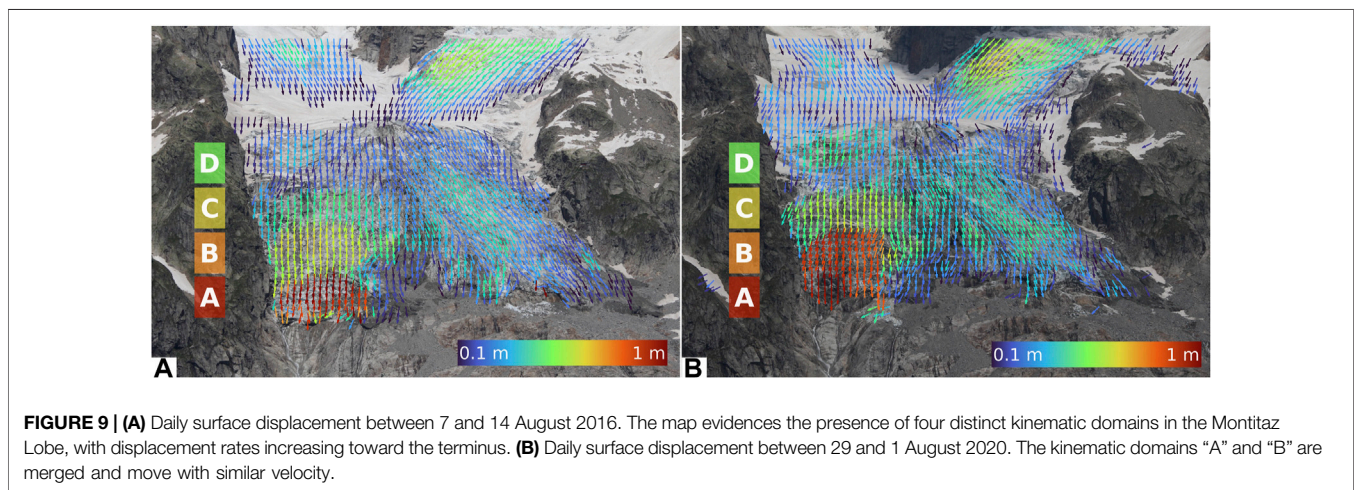 D
C
B
A
0.1 m 1 m
A
D
C
B
A
0.1 m 1 m
B
FIGURE 9 | (A) Daily surface displacement between 7 and 14 August 2016. The map evidences the presence of four distinct kinematic domains in the Montitaz
Lobe, with displacement rates increasing toward the terminus. (B) Daily surface displacement between 29 and 1 August 2020. The kinematic domains “A” and “B” are
merged and move with similar velocity.